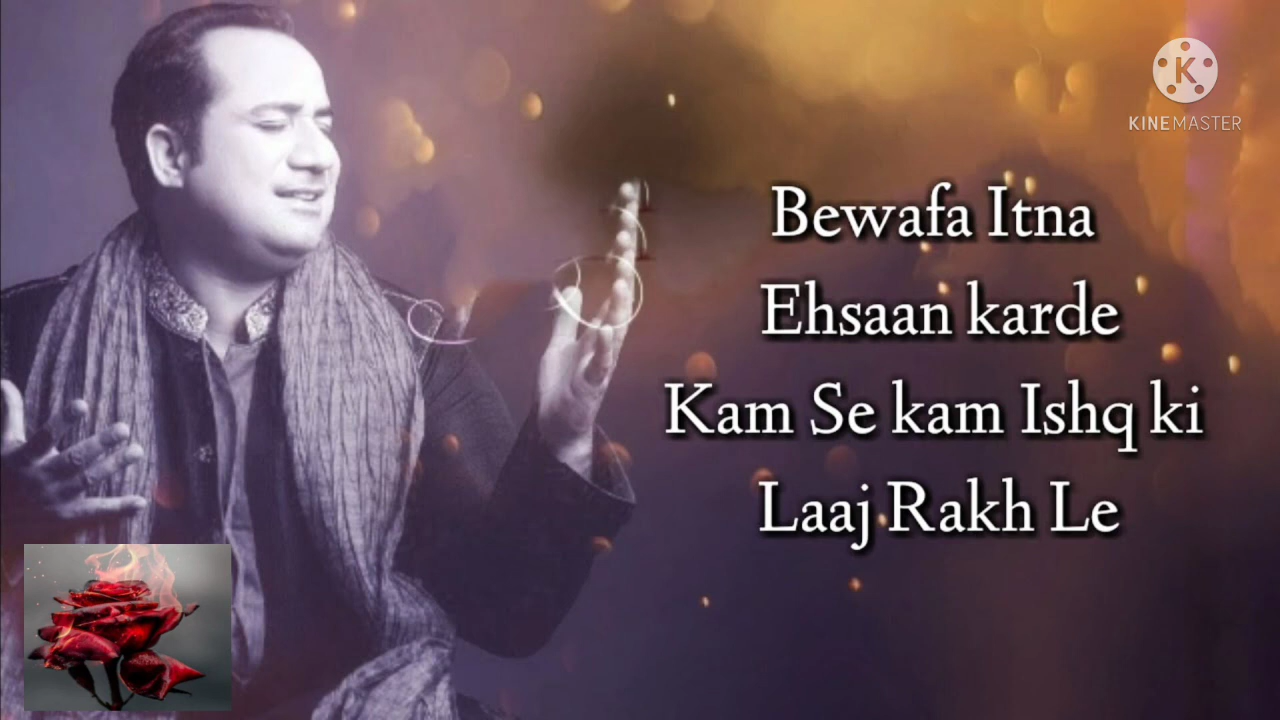 K
KINEMASTER
Bewafa Itna
Ehsaan karde
Kam Se kam Ishq ki
Laaj Rakh Le